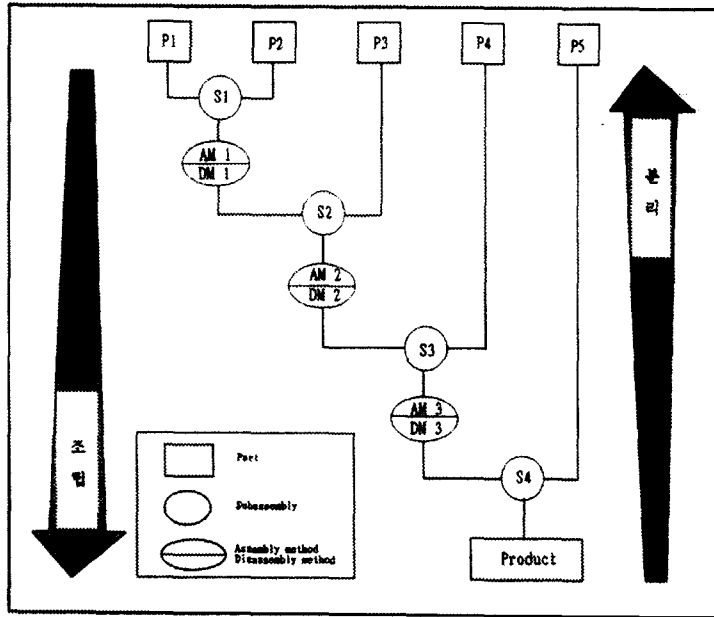 P1
P2
P3
P4
P5
S1
AM 1
DM 1
S2
AM 2
DM 2
S3
AM 3
DM 3
S4
Product
조
립
분
리
Part
Subassembly
Assembly method
Disassembly method